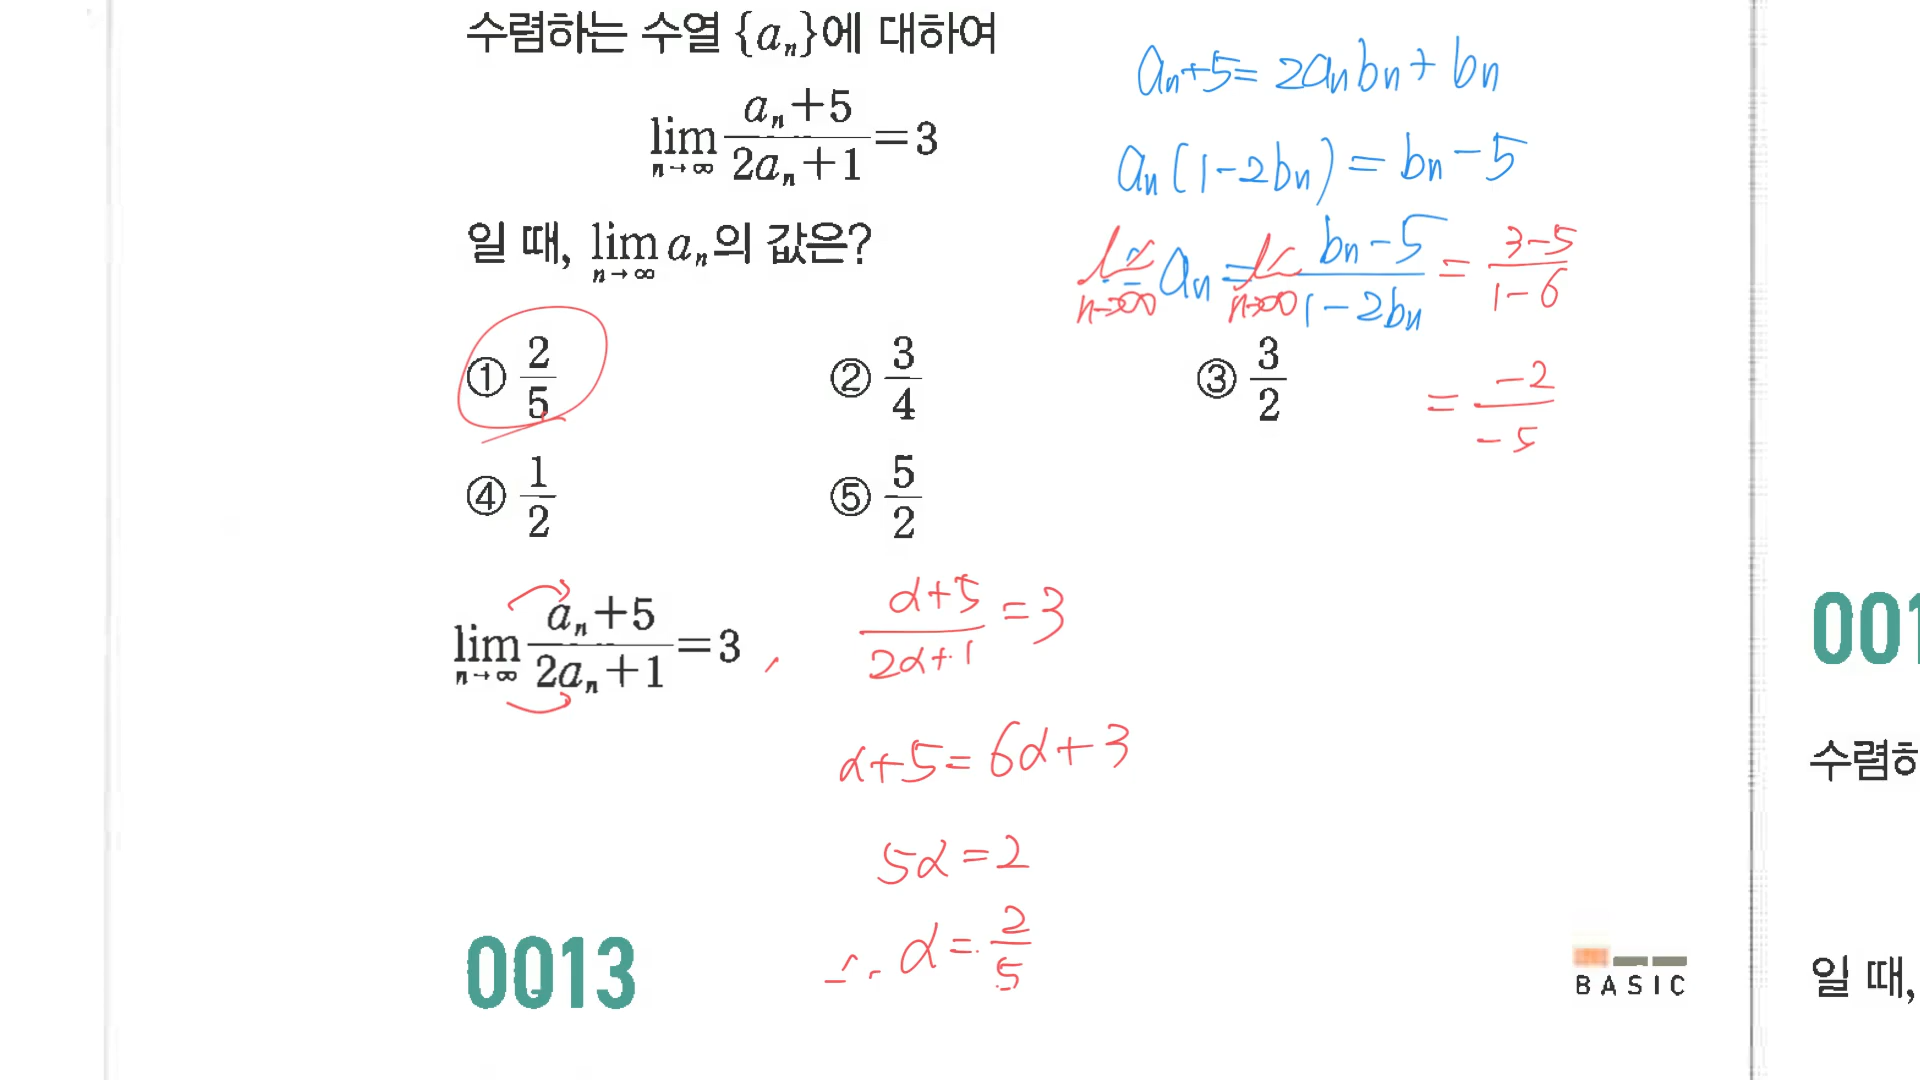 수렴하는 수열 {aₙ}에 대하여
lim_{n→∞} (aₙ+5)/(2aₙ+1) = 3
일 때, lim_{n→∞} aₙ의 값은?
① 2/5 ② 3/4 ③ 3/2
④ 1/2 ⑤ 5/2
aₙ+5 = 2aₙbₙ + bₙ
aₙ(1-2bₙ) = bₙ-5
lim_{n→∞} aₙ = lim_{n→∞} (bₙ-5)/(1-2bₙ) = (3-5)/(1-6)
= -2/-5
lim_{n→∞} (aₙ+5)/(2aₙ+1) = 3, (α+5)/(2α+1) = 3
α+5 = 6α+3
5α = 2
∴ α = 2/5
0013
BASIC
001
수렴하
일 때,